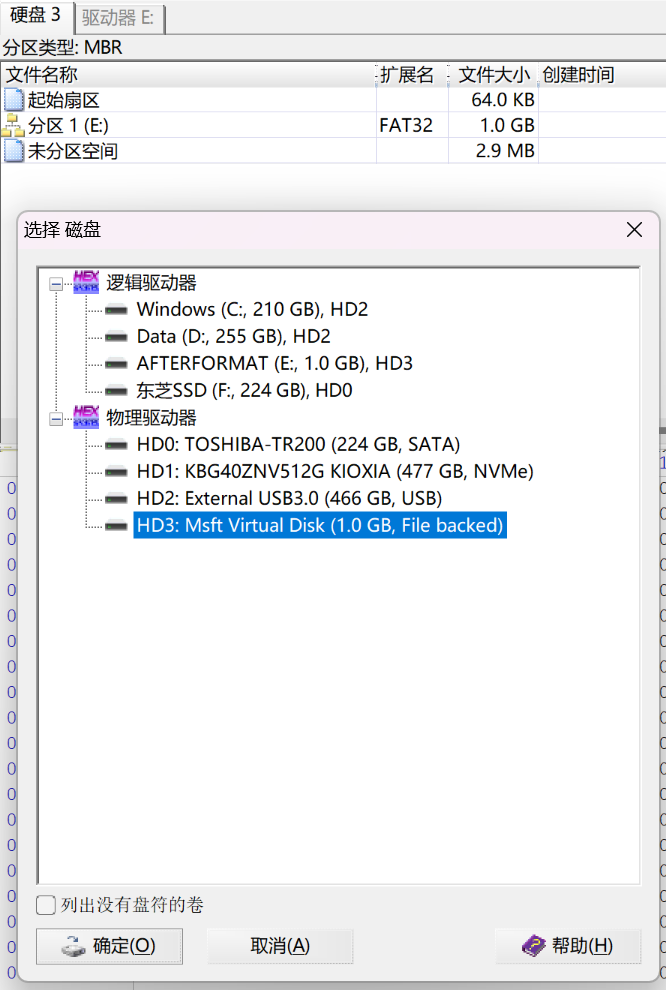 硬盘 3 驱动器 E:
分区类型: MBR
文件名称 扩展名 文件大小 创建时间
起始扇区 64.0 KB
分区 1 (E:) FAT32 1.0 GB
未分区空间 2.9 MB
选择 磁盘
逻辑驱动器
Windows (C:, 210 GB), HD2
Data (D:, 255 GB), HD2
AFTERFORMAT (E:, 1.0 GB), HD3
东芝SSD (F:, 224 GB), HD0
物理驱动器
HD0: TOSHIBA-TR200 (224 GB, SATA)
HD1: KBG40ZNV512G KIOXIA (477 GB, NVMe)
HD2: External USB3.0 (466 GB, USB)
HD3: Msft Virtual Disk (1.0 GB, File backed)
列出没有盘符的卷
确定(O) 取消(A) 帮助(H)